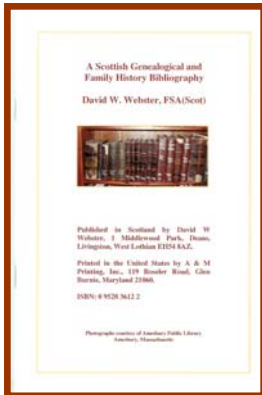 A Scottish Genealogical and
Family History Bibliography
David W. Webster, FSA(Scot)
Published in Scotland by David W
Webster, 1 Middlewood Park, Deans,
Livingston, West Lothian EH54 8AZ.
Printed in the United States by A & M
Printing, Inc., 119 Roseler Road, Glen
Burnie, Maryland 21060.
ISBN: 0 9528 3612 2
Photographs courtesy of Amesbury Public Library
Amesbury, Massachusetts